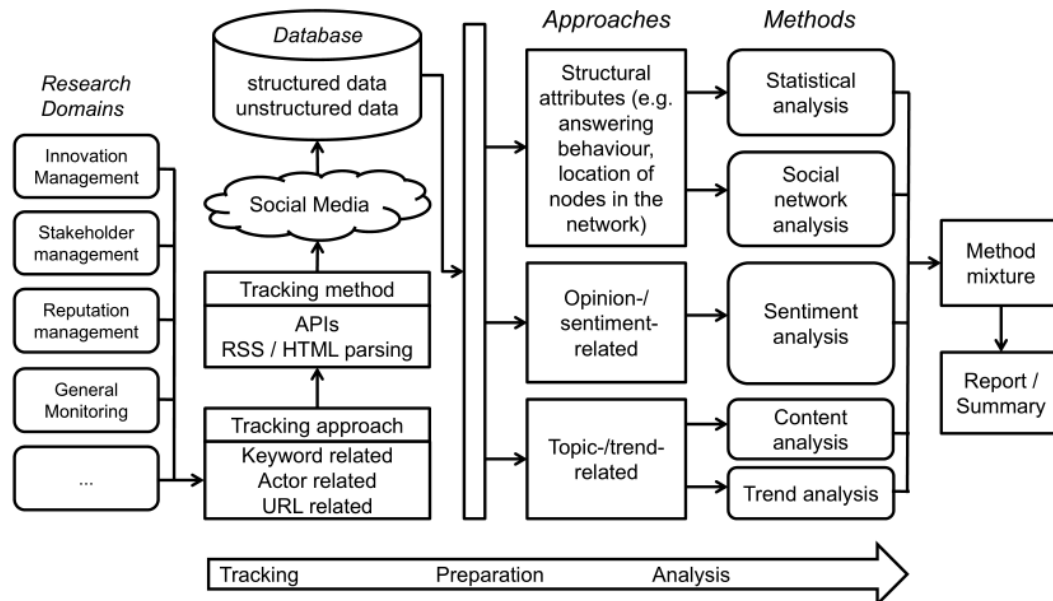 Research
Domains
Innovation
Management
Stakeholder
management
Reputation
management
General
Monitoring
...
Database
structured data
unstructured data
Social Media
Tracking method
APIs
RSS / HTML parsing
Tracking approach
Keyword related
Actor related
URL related
Approaches
Structural
attributes (e.g.
answering
behaviour,
location of
nodes in the
network)
Opinion-/
sentiment-
related
Topic-/trend-
related
Methods
Statistical
analysis
Social
network
analysis
Sentiment
analysis
Content
analysis
Trend analysis
Method
mixture
Report /
Summary
Tracking Preparation Analysis